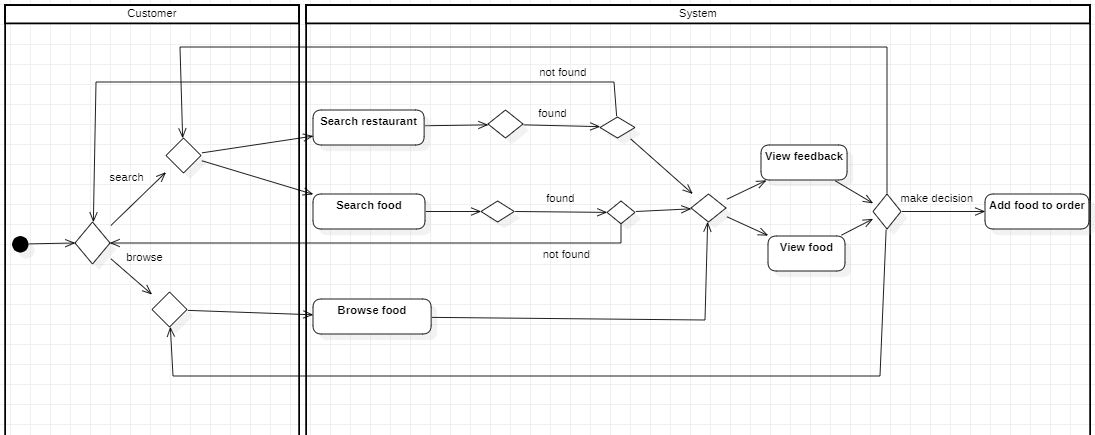 Customer
System
not found
Search restaurant
found
View feedback
search
Search food
found
make decision
Add food to order
browse
not found
View food
Browse food